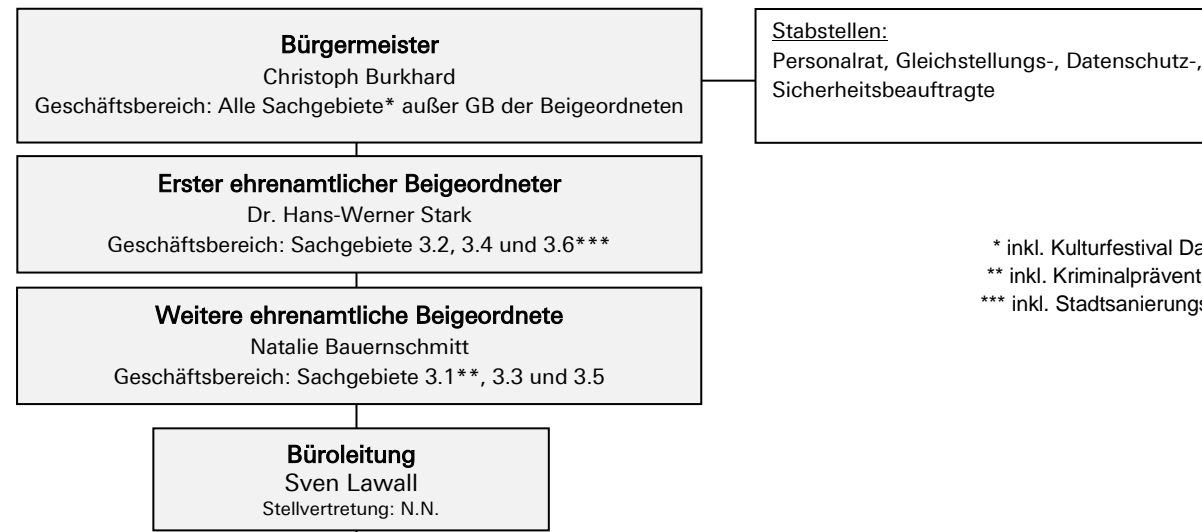 Bürgermeister
Christoph Burkhard
Geschäftsbereich: Alle Sachgebiete* außer GB der Beigeordneten
Stabstellen:
Personalrat, Gleichstellungs-, Datenschutz-,
Sicherheitsbeauftragte
Erster ehrenamtlicher Beigeordneter
Dr. Hans-Werner Stark
Geschäftsbereich: Sachgebiete 3.2, 3.4 und 3.6***
* inkl. Kulturfestival
** inkl.
*** inkl.
Weitere ehrenamtliche Beigeordnete
Natalie Bauernschmitt
Geschäftsbereich: Sachgebiete 3.1**, 3.3 und 3.5
Büroleitung
Sven Lawall
Stellvertretung: N.N.